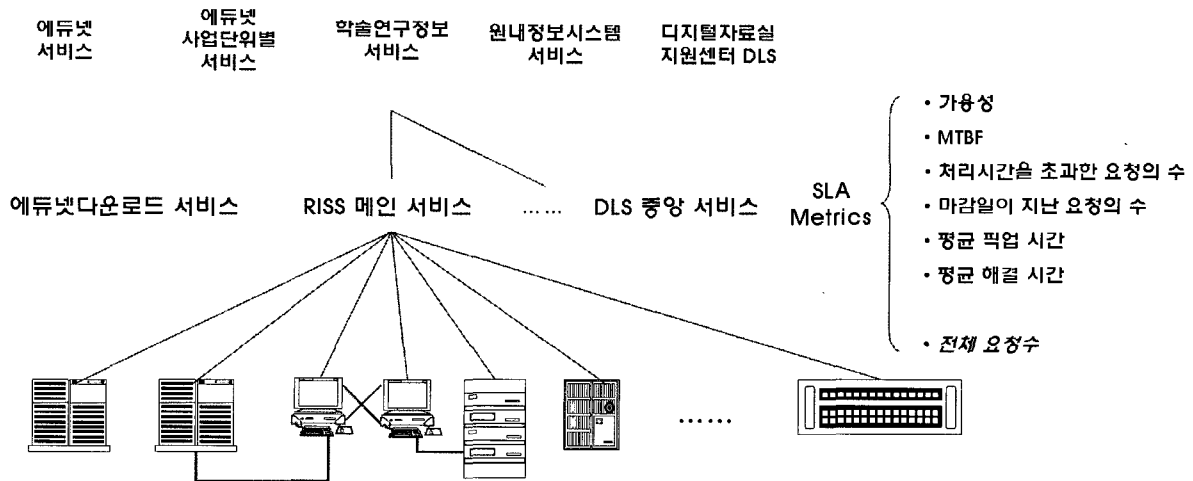 에듀넷
서비스
에듀넷
사업단위별
서비스
학술연구정보
서비스
원내정보시스템
서비스
디지털자료실
지원센터 DLS
에듀넷다운로드 서비스
RISS 메인 서비스
......
DLS 중앙 서비스
SLA
Metrics
• 가용성
• MTBF
• 처리시간을 초과한 요청의 수
• 마감일이 지난 요청의 수
• 평균 픽업 시간
• 평균 해결 시간
• 전체 요청수
......